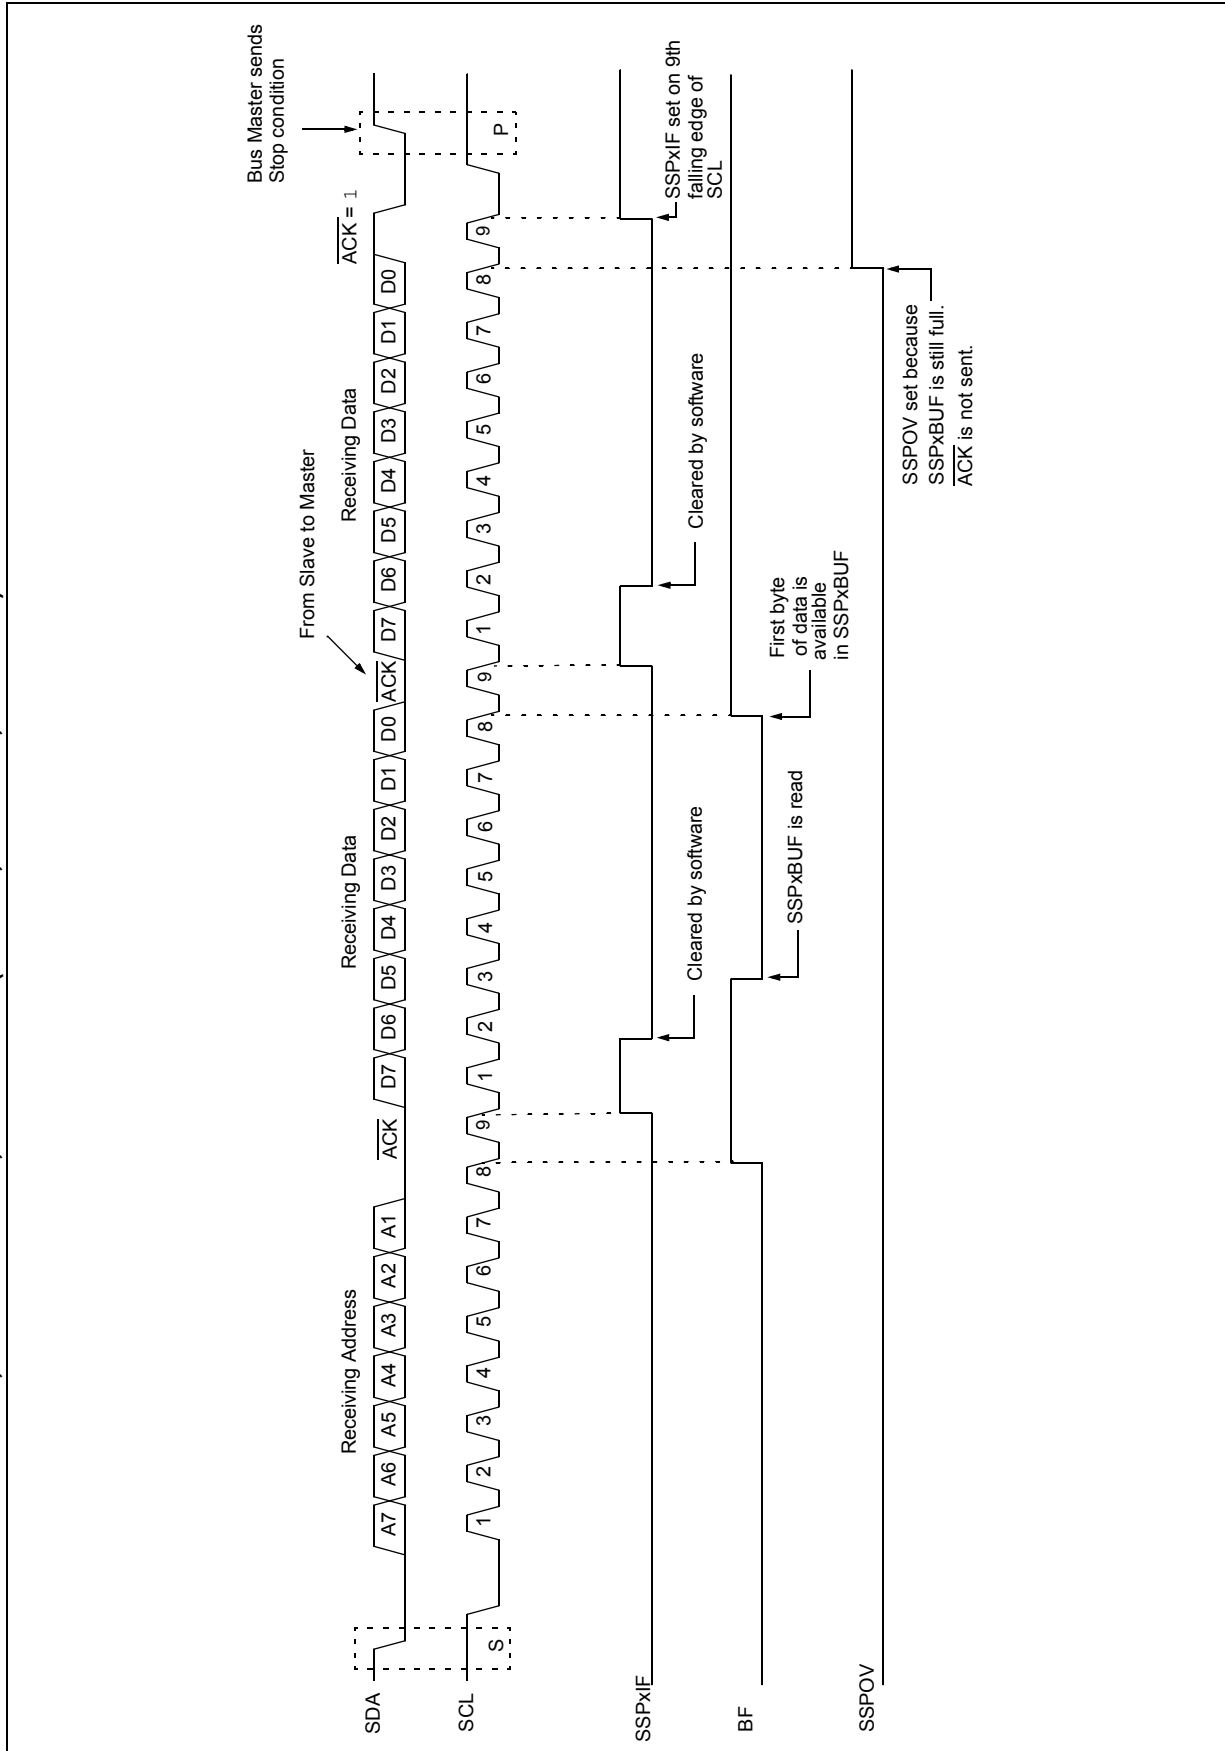 Bus Master sends
Stop condition
From Slave to Master
Receiving Address
Receiving Data
Receiving Data
ACK = 1
SDA
A7 A6 A5 A4 A3 A2 A1
ACK
D7 D6 D5 D4 D3 D2 D1 D0
ACK
D7 D6 D5 D4 D3 D2 D1 D0
SCL
S
1 2 3 4 5 6 7 8 9
1 2 3 4 5 6 7 8 9
1 2 3 4 5 6 7 8 9
P
SSPxIF
Cleared by software
Cleared by software
SSPxIF set on 9th
falling edge of
SCL
BF
SSPxBUF is read
First byte
of data is
available
in SSPxBUF
SSPOV
SSPOV set because
SSPxBUF is still full.
ACK is not sent.